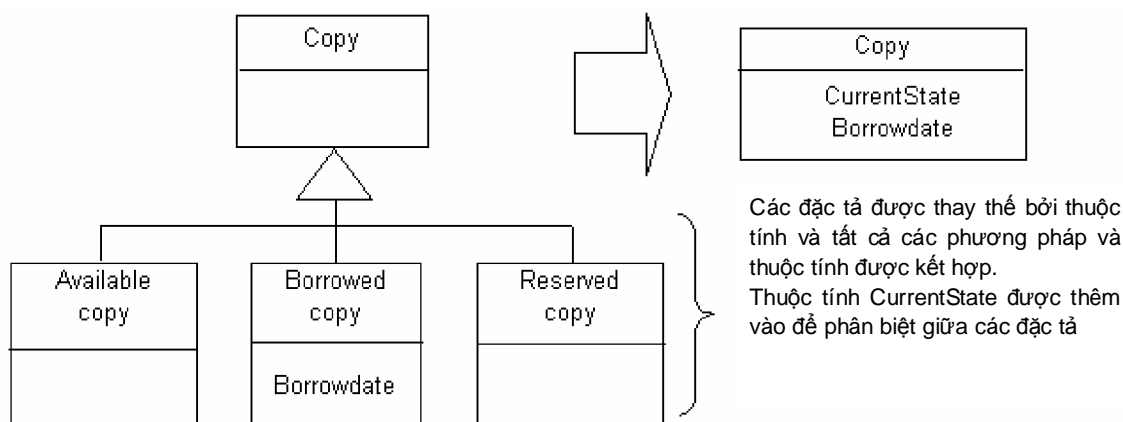 Copy
Copy
CurrentState
Borrowdate
Các đặc tả được thay thế bởi thuộc
tính và tất cả các phương pháp và
thuộc tính được kết hợp.
Thuộc tính CurrentState được thêm
vào để phân biệt giữa các đặc tả
Available
copy
Borrowed
copy
Borrowdate
Reserved
copy